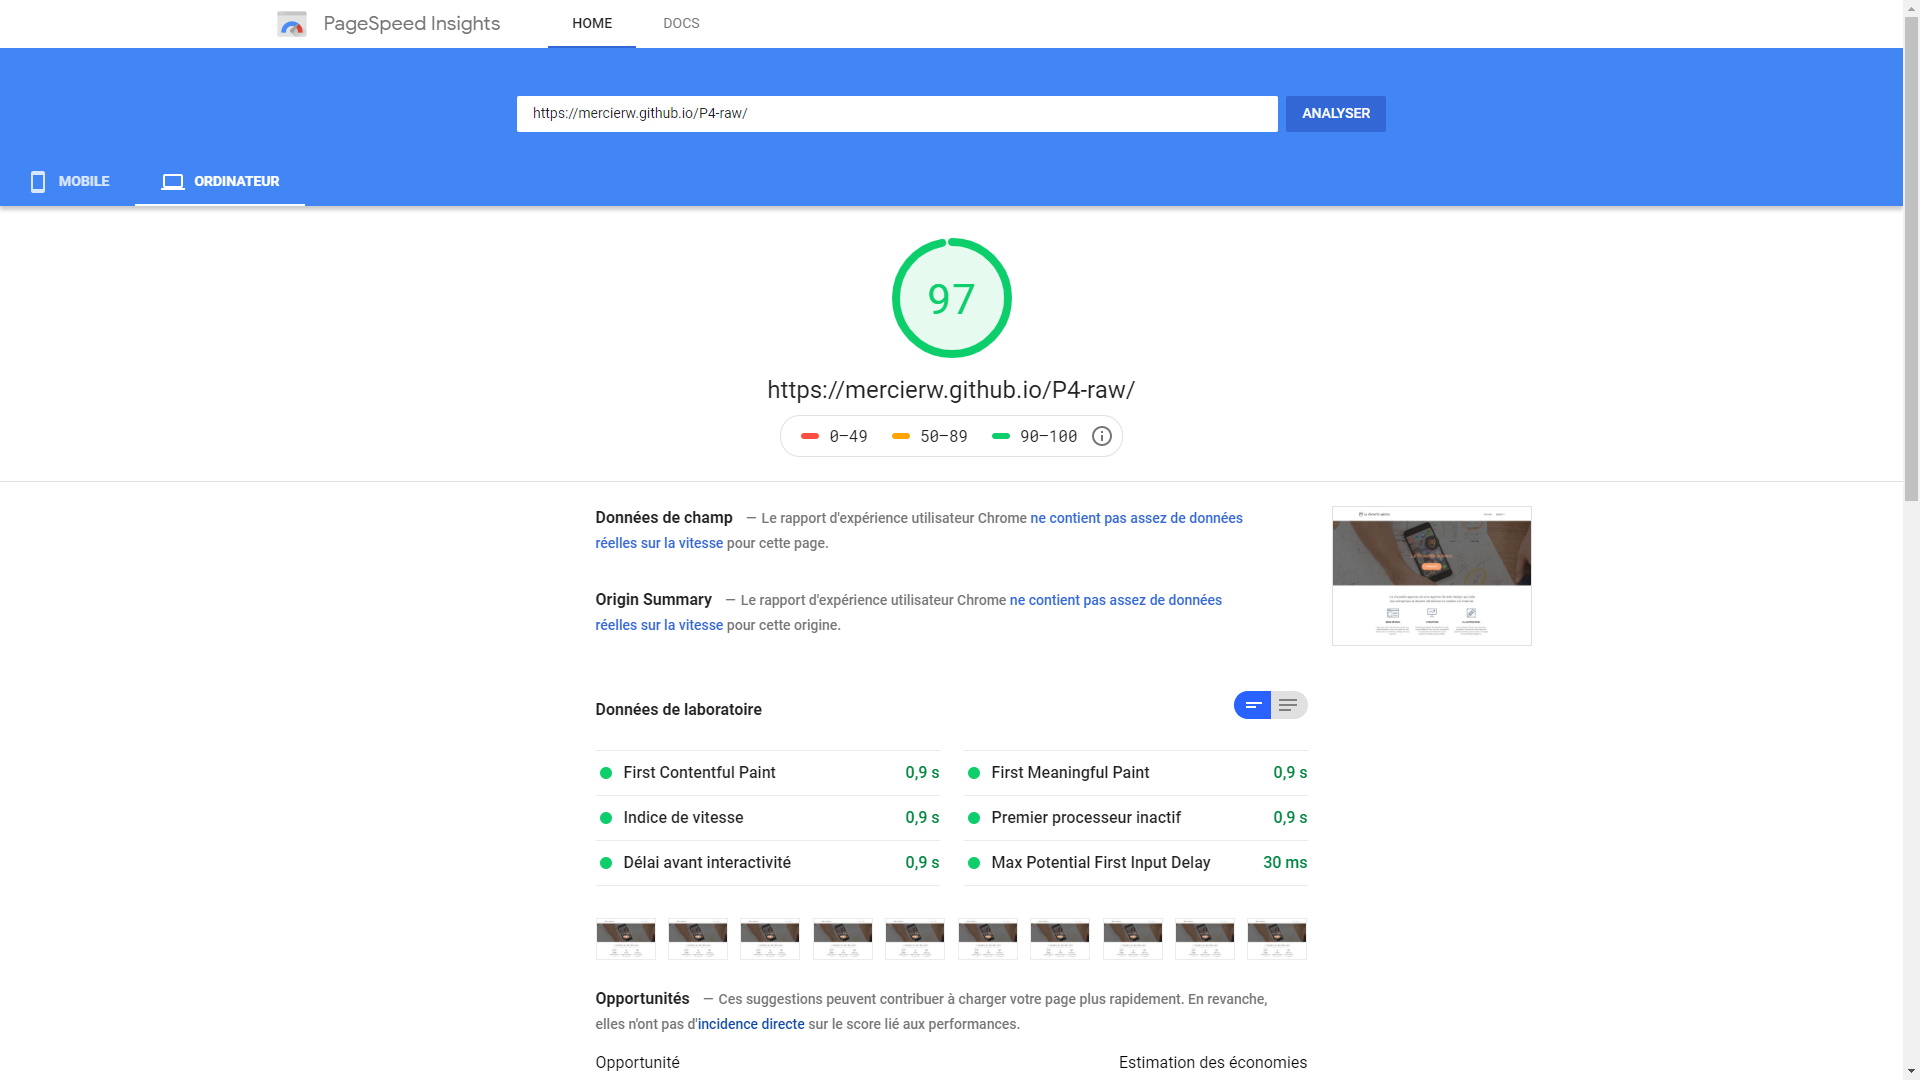 PageSpeed Insights
HOME
DOCS
https://mercierw.github.io/P4-raw/
ANALYSER
MOBILE
ORDINATEUR
97
https://mercierw.github.io/P4-raw/
0–49
50–89
90–100
Données de champ — Le rapport d'expérience utilisateur Chrome ne contient pas assez de données
réelles sur la vitesse pour cette page.
Origin Summary — Le rapport d'expérience utilisateur Chrome ne contient pas assez de données
réelles sur la vitesse pour cette origine.
Données de laboratoire
First Contentful Paint 0,9 s
First Meaningful Paint 0,9 s
Indice de vitesse 0,9 s
Premier processeur inactif 0,9 s
Délai avant interactivité 0,9 s
Max Potential First Input Delay 30 ms
Opportunités — Ces suggestions peuvent contribuer à charger votre page plus rapidement. En revanche,
elles n'ont pas d'incidence directe sur le score lié aux performances.
Opportunité
Estimation des économies